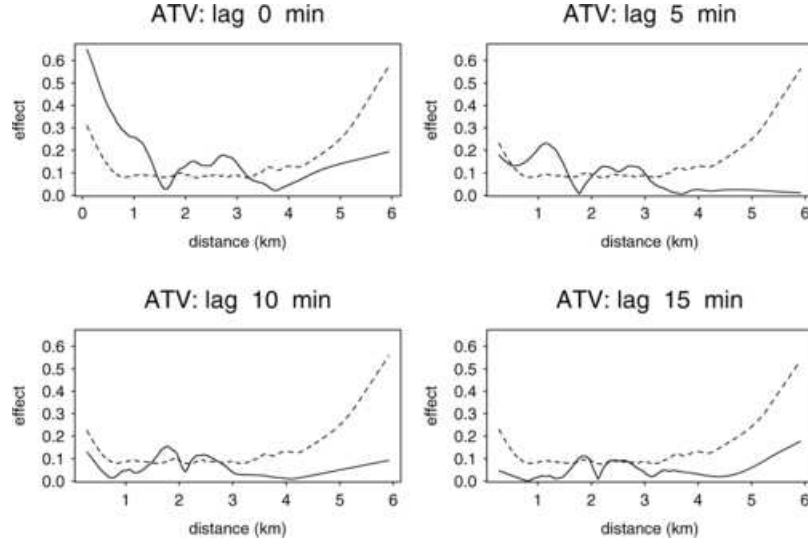 ATV: lag 0 min
ATV: lag 5 min
0.6
0.5
0.4
0.3
0.2
0.1
0.0
effect
0 1 2 3 4 5 6
distance (km)
0.6
0.5
0.4
0.3
0.2
0.1
0.0
effect
1 2 3 4 5 6
distance (km)
ATV: lag 10 min
ATV: lag 15 min
0.6
0.5
0.4
0.3
0.2
0.1
0.0
effect
1 2 3 4 5 6
distance (km)
0.6
0.5
0.4
0.3
0.2
0.1
0.0
effect
1 2 3 4 5 6
distance (km)